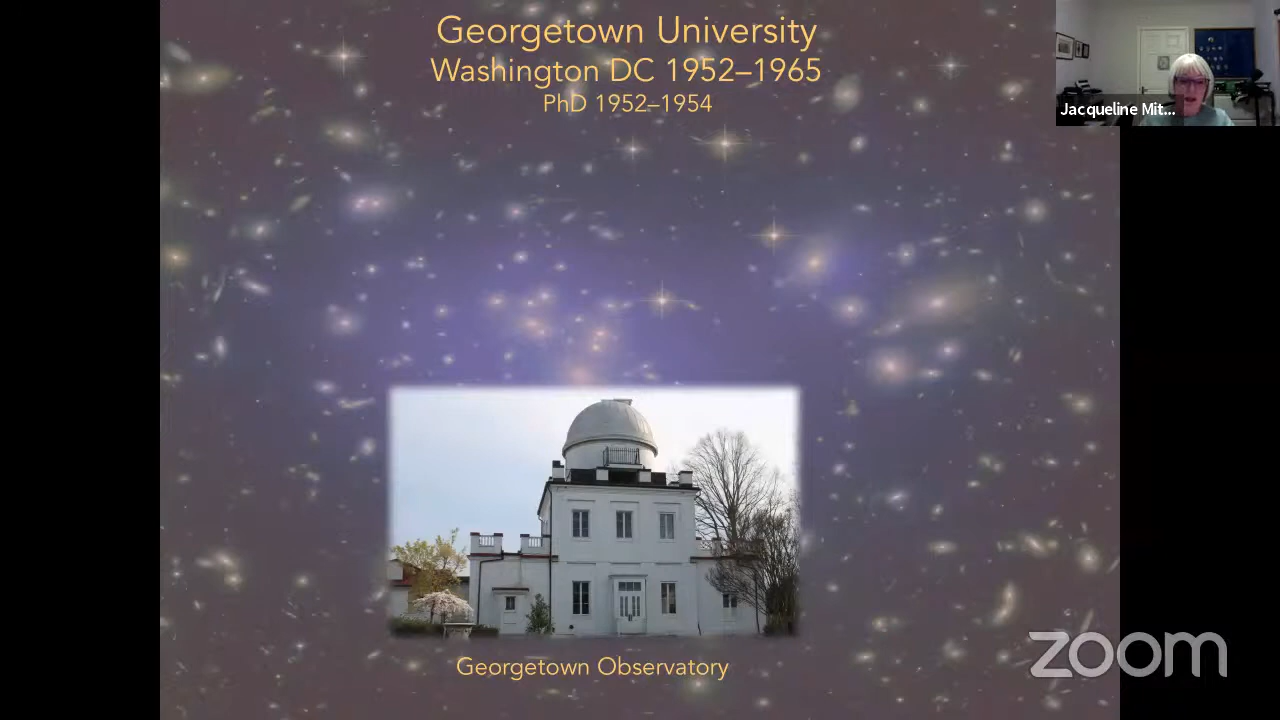 Georgetown University
Washington DC 1952–1965
PhD 1952–1954
Jacqueline Mit...
Georgetown Observatory
zoom